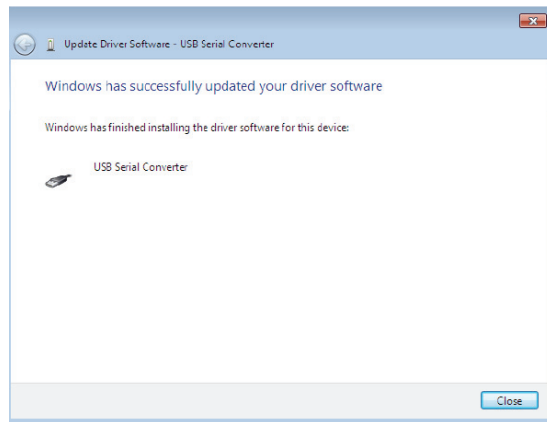 Update Driver Software - USB Serial Converter
Windows has successfully updated your driver software
Windows has finished installing the driver software for this device:
USB Serial Converter
Close